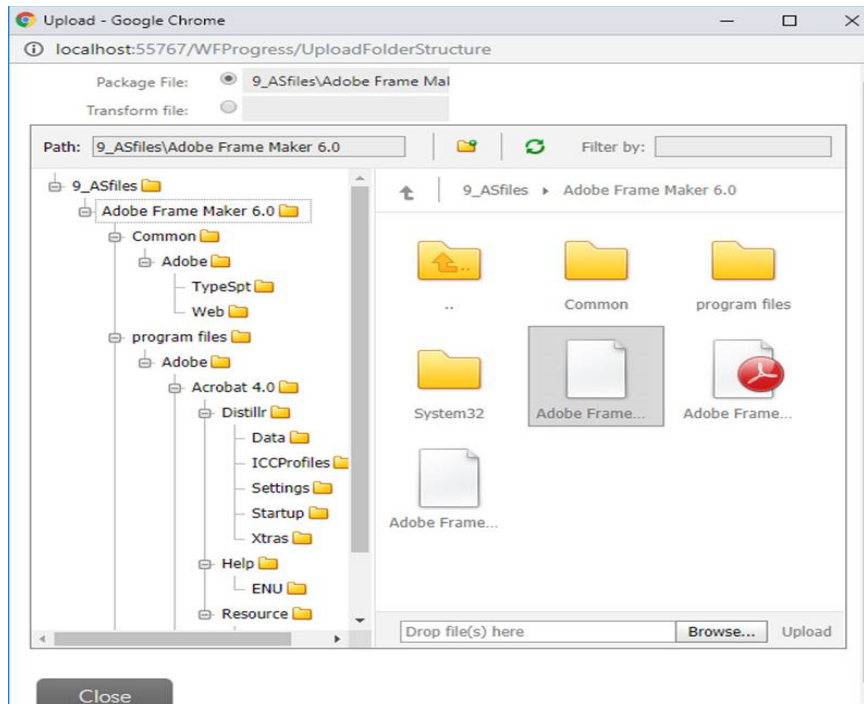 Upload - Google Chrome
localhost:55767/WFProgress/UploadFolderStructure
Package File: 9_ASfiles\Adobe Frame Mal
Transform file:
Path: 9_ASfiles\Adobe Frame Maker 6.0 Filter by:
9_ASfiles
Adobe Frame Maker 6.0
Common
Adobe
TypeSpt
Web
program files
Adobe
Acrobat 4.0
Distillr
Data
ICCProfiles
Settings
Startup
Xtras
Help
ENU
Resource
9_ASfiles Adobe Frame Maker 6.0
.. Common program files
System32 Adobe Frame... Adobe Frame...
Adobe Frame...
Drop file(s) here Browse... Upload
Close